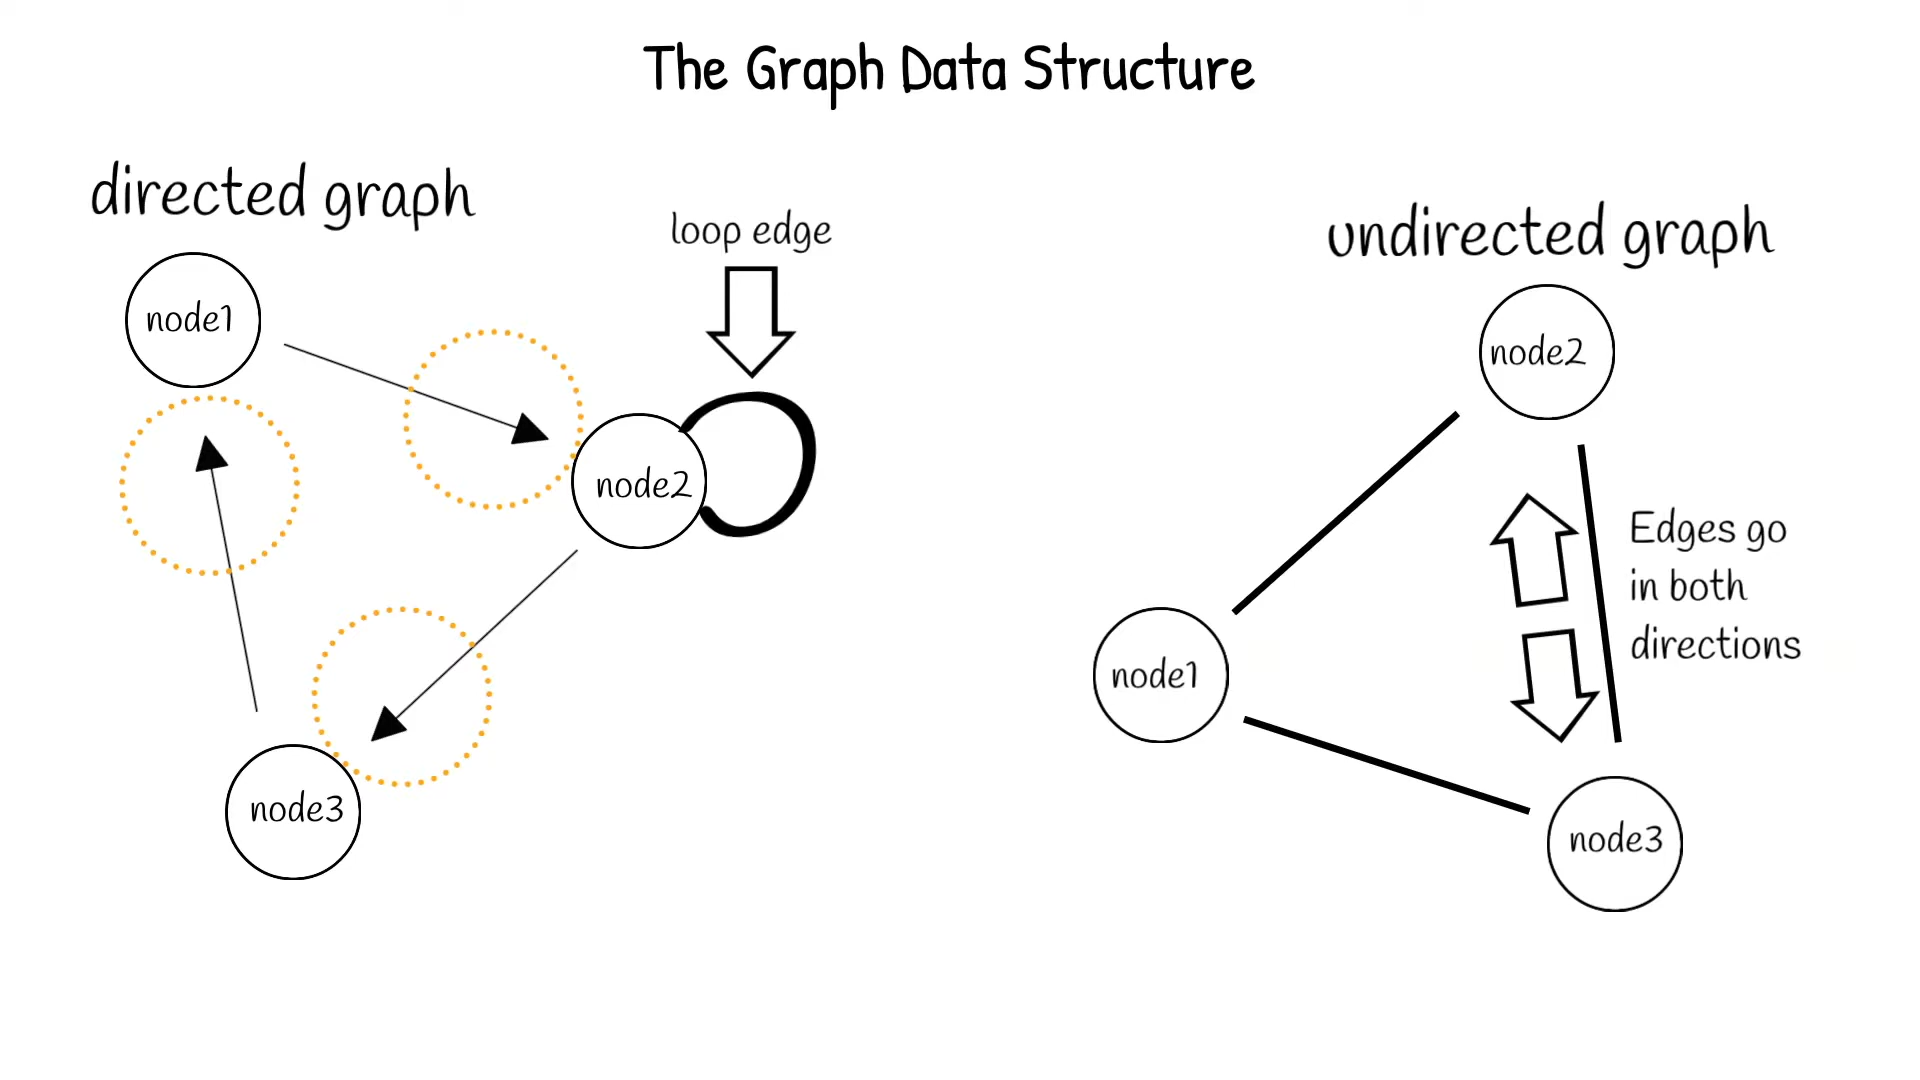 The Graph Data Structure
directed graph
loop edge
node1
node2
node3
undirected graph
node2
Edges go
in both
directions
node1
node3